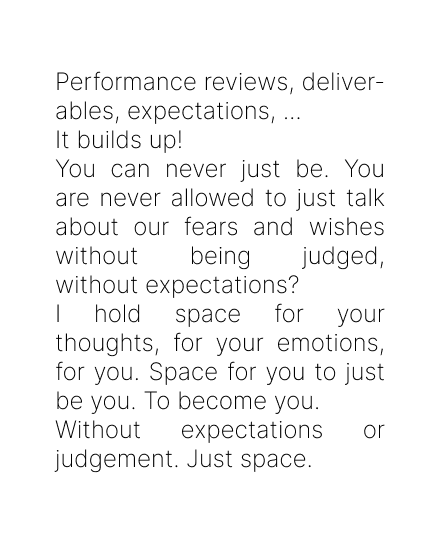 Performance reviews, deliver-
ables, expectations, ...
It builds up!
You can never just be. You
are never allowed to just talk
about our fears and wishes
without being judged,
without expectations?
I hold space for your
thoughts, for your emotions,
for you. Space for you to just
be you. To become you.
Without expectations or
judgement. Just space.